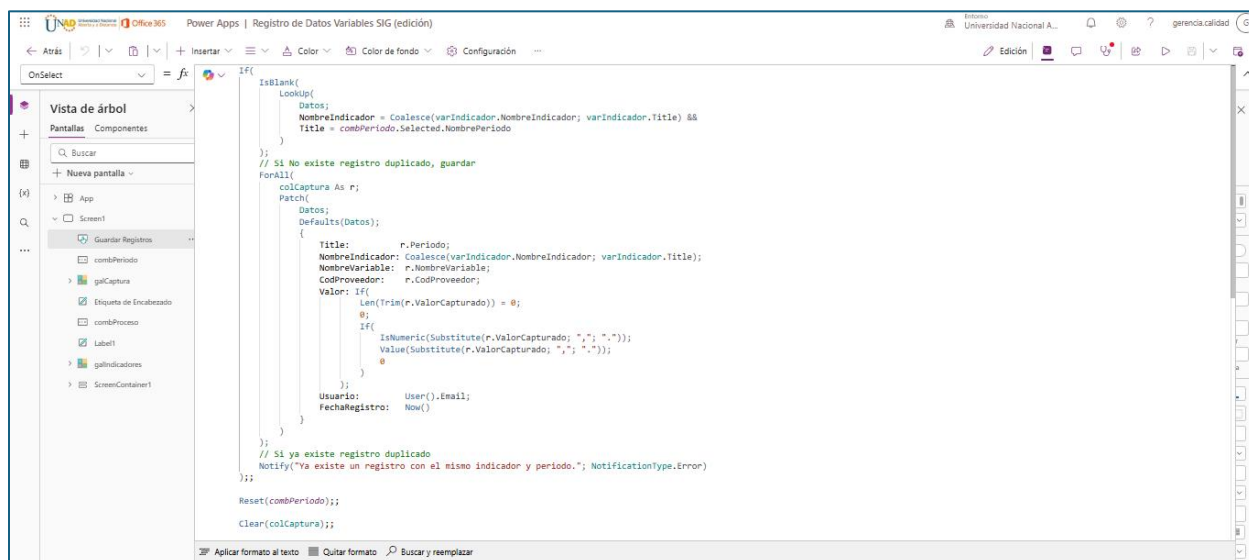 UNAD Office 365 Power Apps | Registro de Datos Variables SIG (edición) Entorno
Universidad Nacional A... gerencia.calidad G
Atrás Insertar Color Color de fondo Configuración ... Edición
OnSelect = fx
Vista de árbol
Pantallas Componentes
Buscar
+ Nueva pantalla
App
Screen1
Guardar Registros
combPeriodo
galCaptura
Etiqueta de Encabezado
combProceso
Label1
galIndicadores
ScreenContainer1
If(
IsBlank(
LookUp(
Datos;
NombreIndicador = Coalesce(varIndicador.NombreIndicador; varIndicador.Title) &&
Title = combPeriodo.Selected.NombrePeriodo
)
);
// Si No existe registro duplicado, guardar
ForAll(
colCaptura As r;
Patch(
Datos;
Defaults(Datos);
{
Title: r.Periodo;
NombreIndicador: Coalesce(varIndicador.NombreIndicador; varIndicador.Title);
NombreVariable: r.NombreVariable;
CodProveedor: r.CodProveedor;
Valor: If(
Len(Trim(r.ValorCapturado)) = 0;
0;
If(
IsNumeric(Substitute(r.ValorCapturado; ","; "."));
Value(Substitute(r.ValorCapturado; ","; "."));
0
)
);
Usuario: User().Email;
FechaRegistro: Now()
}
)
);
// Si ya existe registro duplicado
Notify("Ya existe un registro con el mismo indicador y periodo."; NotificationType.Error)
);;
Reset(combPeriodo);;
Clear(colCaptura);;
Aplicar formato al texto Quitar formato Buscar y reemplazar